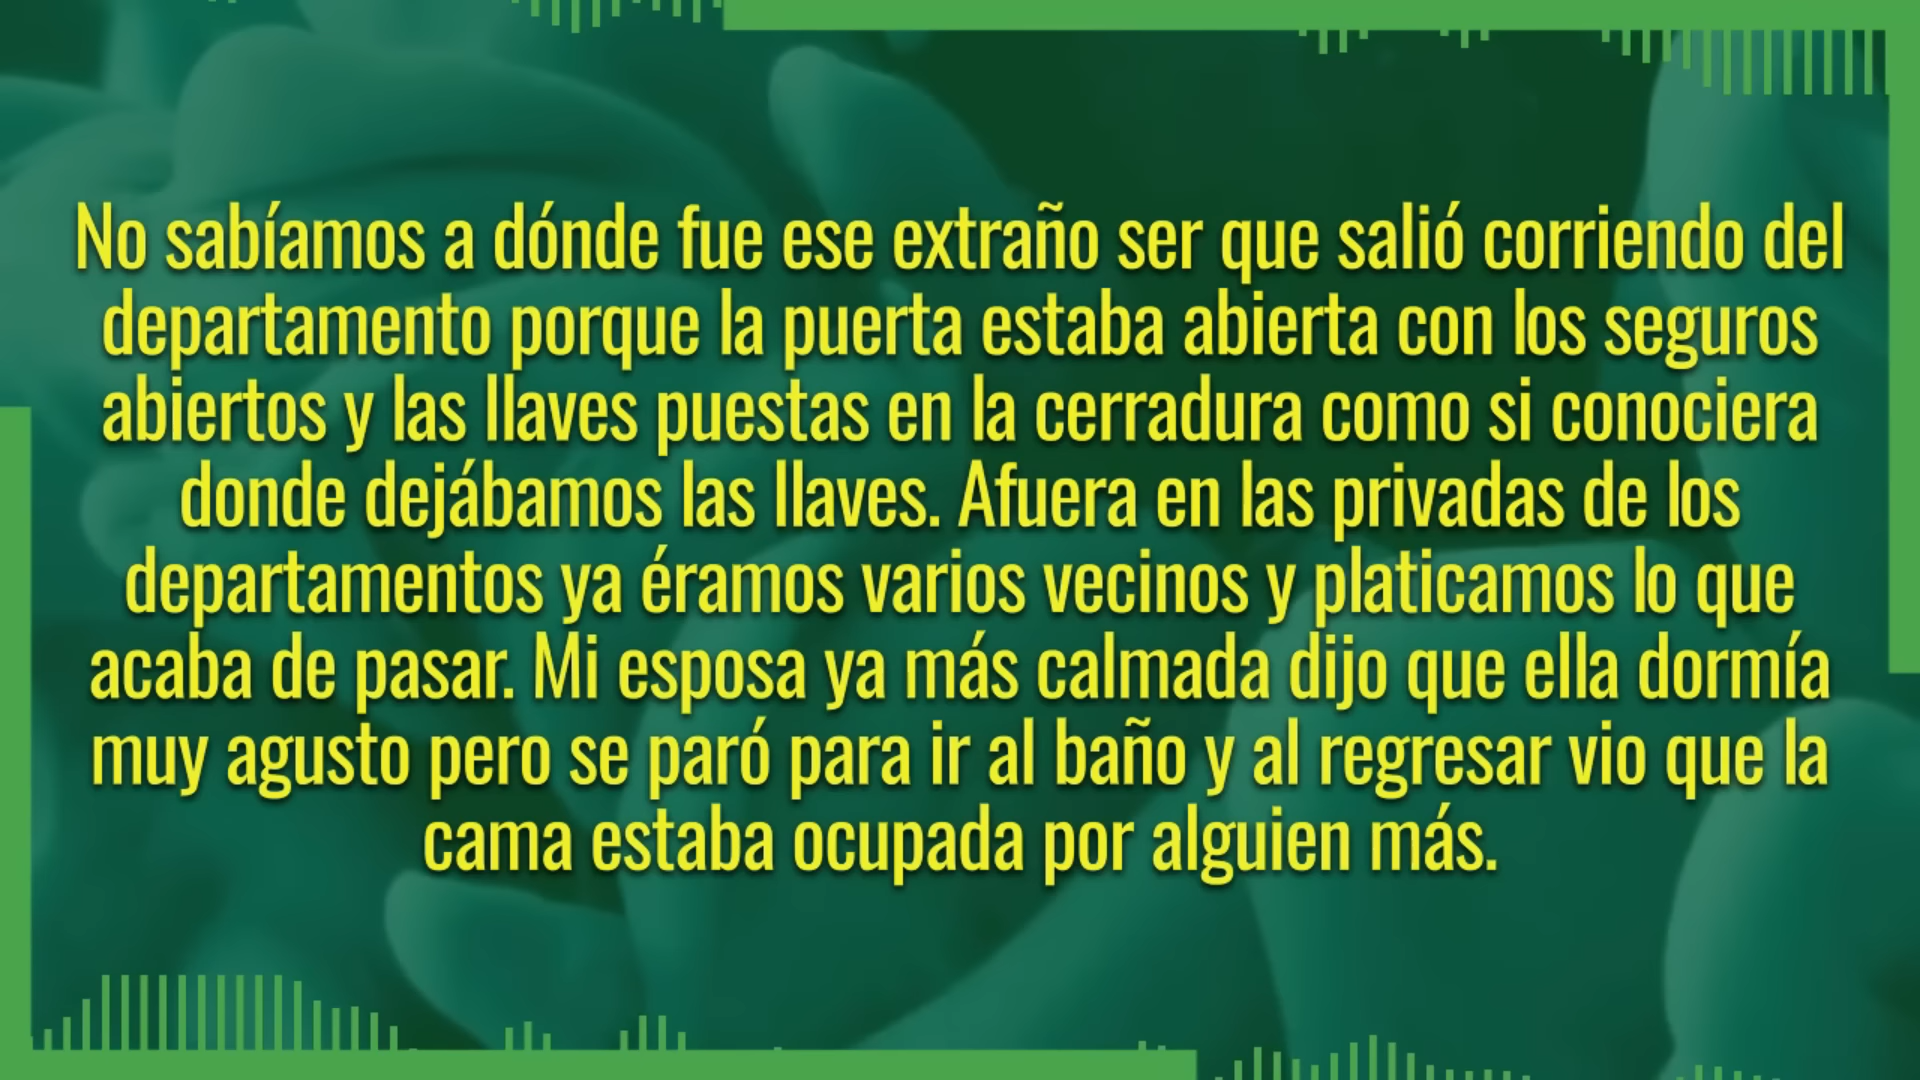 No sabíamos a dónde fue ese extraño ser que salió corriendo del
departamento porque la puerta estaba abierta con los seguros
abiertos y las llaves puestas en la cerradura como si conociera
donde dejábamos las llaves. Afuera en las privadas de los
departamentos ya éramos varios vecinos y platicamos lo que
acaba de pasar. Mi esposa ya más calmada dijo que ella dormía
muy agusto pero se paró para ir al baño y al regresar vio que la
cama estaba ocupada por alguien más.